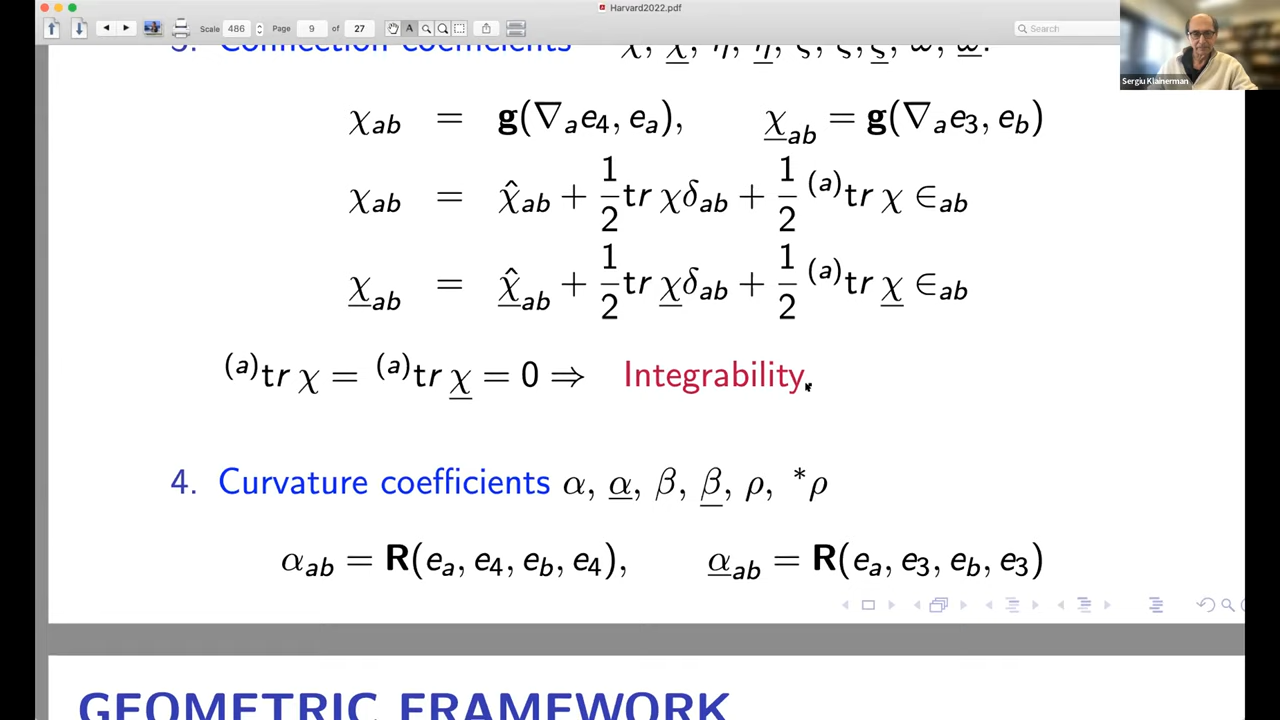 Harvard2022.pdf
Scale 486 Page 9 of 27 Search
Sergiu Klainerman
3. Connection coefficients χ, χ̲, η, η̲, ζ, ξ, ξ̲, ω, ω̲.
χ_ab = g(∇_a e_4, e_a), χ̲_ab = g(∇_a e_3, e_b)
χ_ab = χ̂_ab + 1/2 tr χ δ_ab + 1/2 ^(a)tr χ ∈_ab
χ̲_ab = χ̲̂_ab + 1/2 tr χ̲ δ_ab + 1/2 ^(a)tr χ̲ ∈_ab
^(a)tr χ = ^(a)tr χ̲ = 0 ⇒ Integrability.
4. Curvature coefficients α, α̲, β, β̲, ρ, *ρ
α_ab = R(e_a, e_4, e_b, e_4), α̲_ab = R(e_a, e_3, e_b, e_3)
GEOMETRIC FRAMEWORK